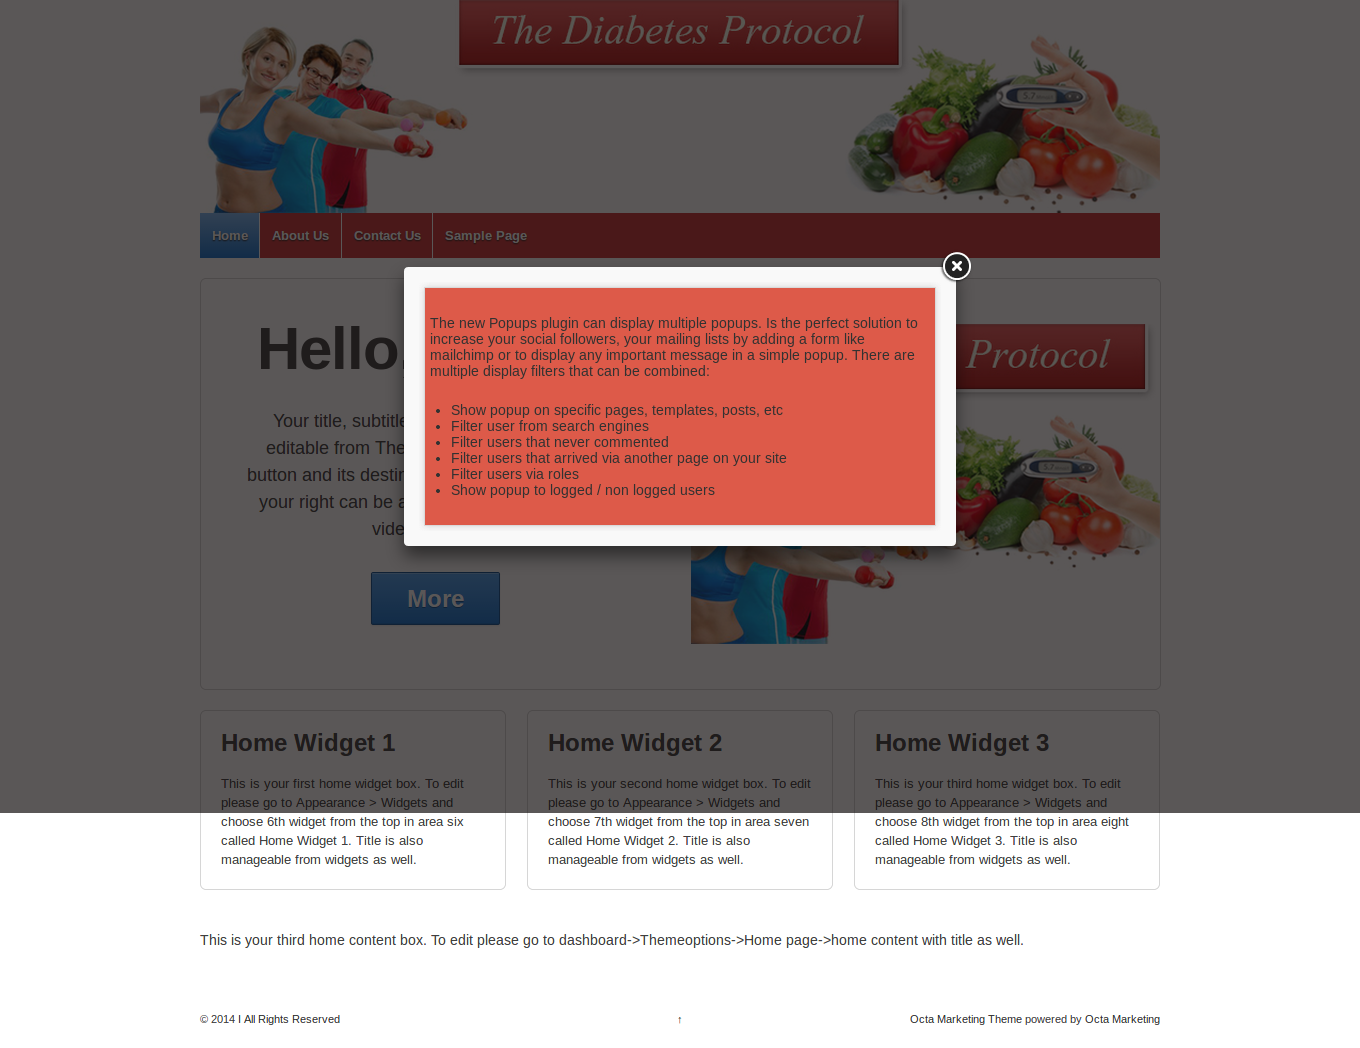 The Diabetes Protocol
5.7
Home
About Us
Contact Us
Sample Page
The new Popups plugin can display multiple popups. Is the perfect solution to
increase your social followers, your mailing lists by adding a form like
mailchimp or to display any important message in a simple popup. There are
multiple display filters that can be combined:
• Show popup on specific pages, templates, posts, etc
• Filter user from search engines
• Filter users that never commented
• Filter users that arrived via another page on your site
• Filter users via roles
• Show popup to logged / non logged users
Hello
Your title, subtitle
editable from The
button and its destin
your right can be a
vide
More
Protocol
5.7
Home Widget 1
This is your first home widget box. To edit
please go to Appearance > Widgets and
choose 6th widget from the top in area six
called Home Widget 1. Title is also
manageable from widgets as well.
Home Widget 2
This is your second home widget box. To edit
please go to Appearance > Widgets and
choose 7th widget from the top in area seven
called Home Widget 2. Title is also
manageable from widgets as well.
Home Widget 3
This is your third home widget box. To edit
please go to Appearance > Widgets and
choose 8th widget from the top in area eight
called Home Widget 3. Title is also
manageable from widgets as well.
This is your third home content box. To edit please go to dashboard->Themeoptions->Home page->home content with title as well.
© 2014 I All Rights Reserved
↑
Octa Marketing Theme powered by Octa Marketing